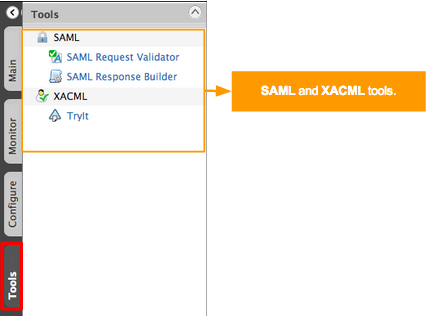 Tools
SAML
SAML Request Validator
SAML Response Builder
XACML
TryIt
Main
Monitor
Configure
Tools
SAML and XACML tools.